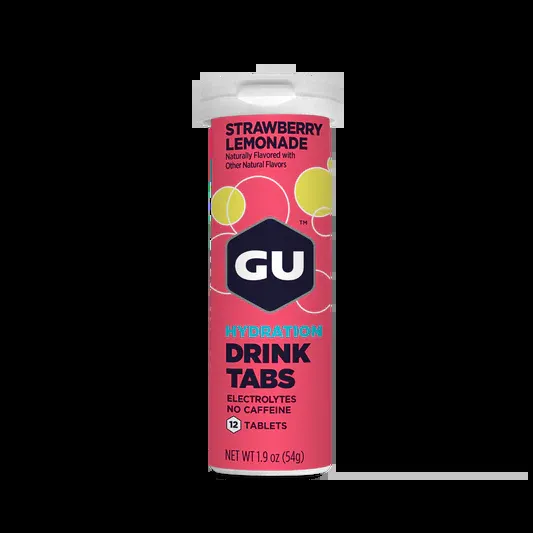 STRAWBERRY
LEMONADE
Naturally Flavored with
Other Natural Flavors
TM
GU
HYDRATION
DRINK
TABS
ELECTROLYTES
NO CAFFEINE
12 TABLETS
NET WT 1.9 oz (54g)